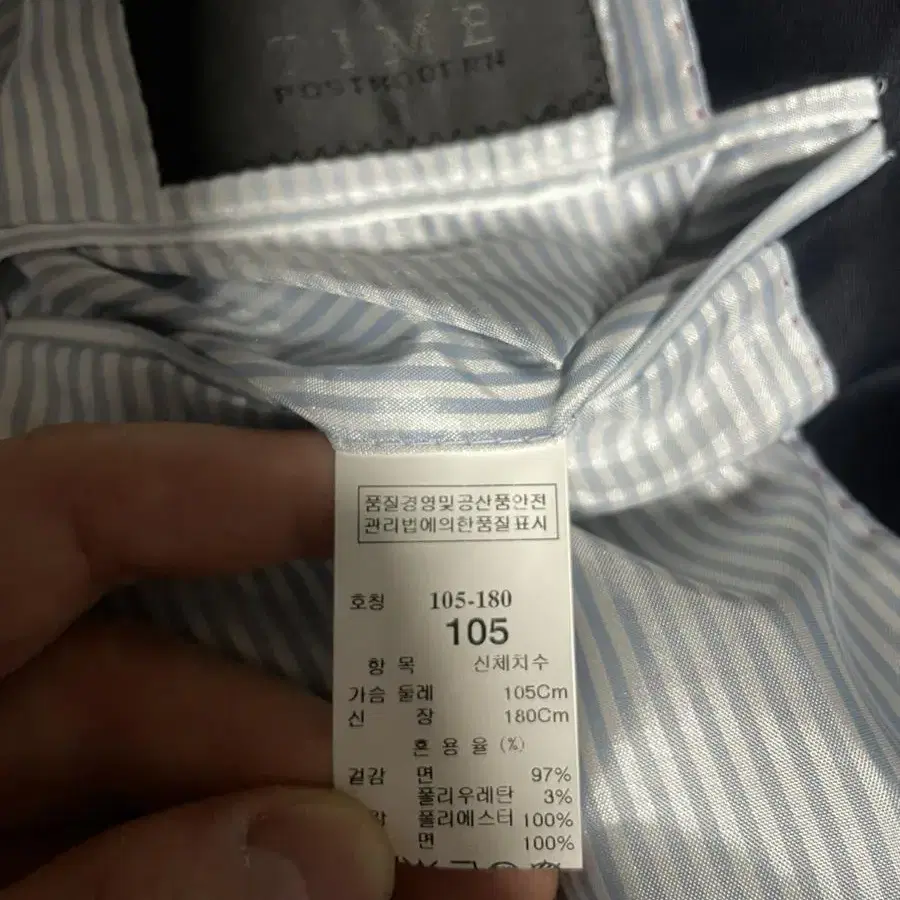 TIME
POSTMODERN
품질경영및공산품안전
관리법에의한품질표시
호칭 105-180
105
항 목 신체치수
가슴 둘레 105Cm
신 장 180Cm
혼 용 율 (%)
겉감 면 97%
폴리우레탄 3%
폴리에스터 100%
면 100%